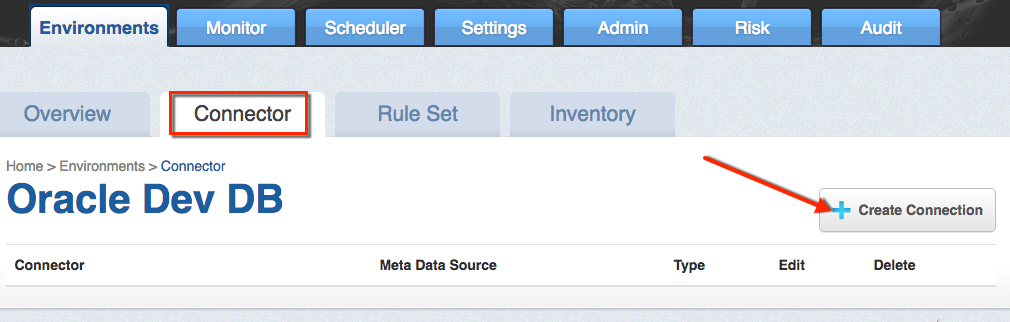 Environments Monitor Scheduler Settings Admin Risk Audit
Overview Connector Rule Set Inventory
Home > Environments > Connector
Oracle Dev DB
Create Connection
Connector Meta Data Source Type Edit Delete